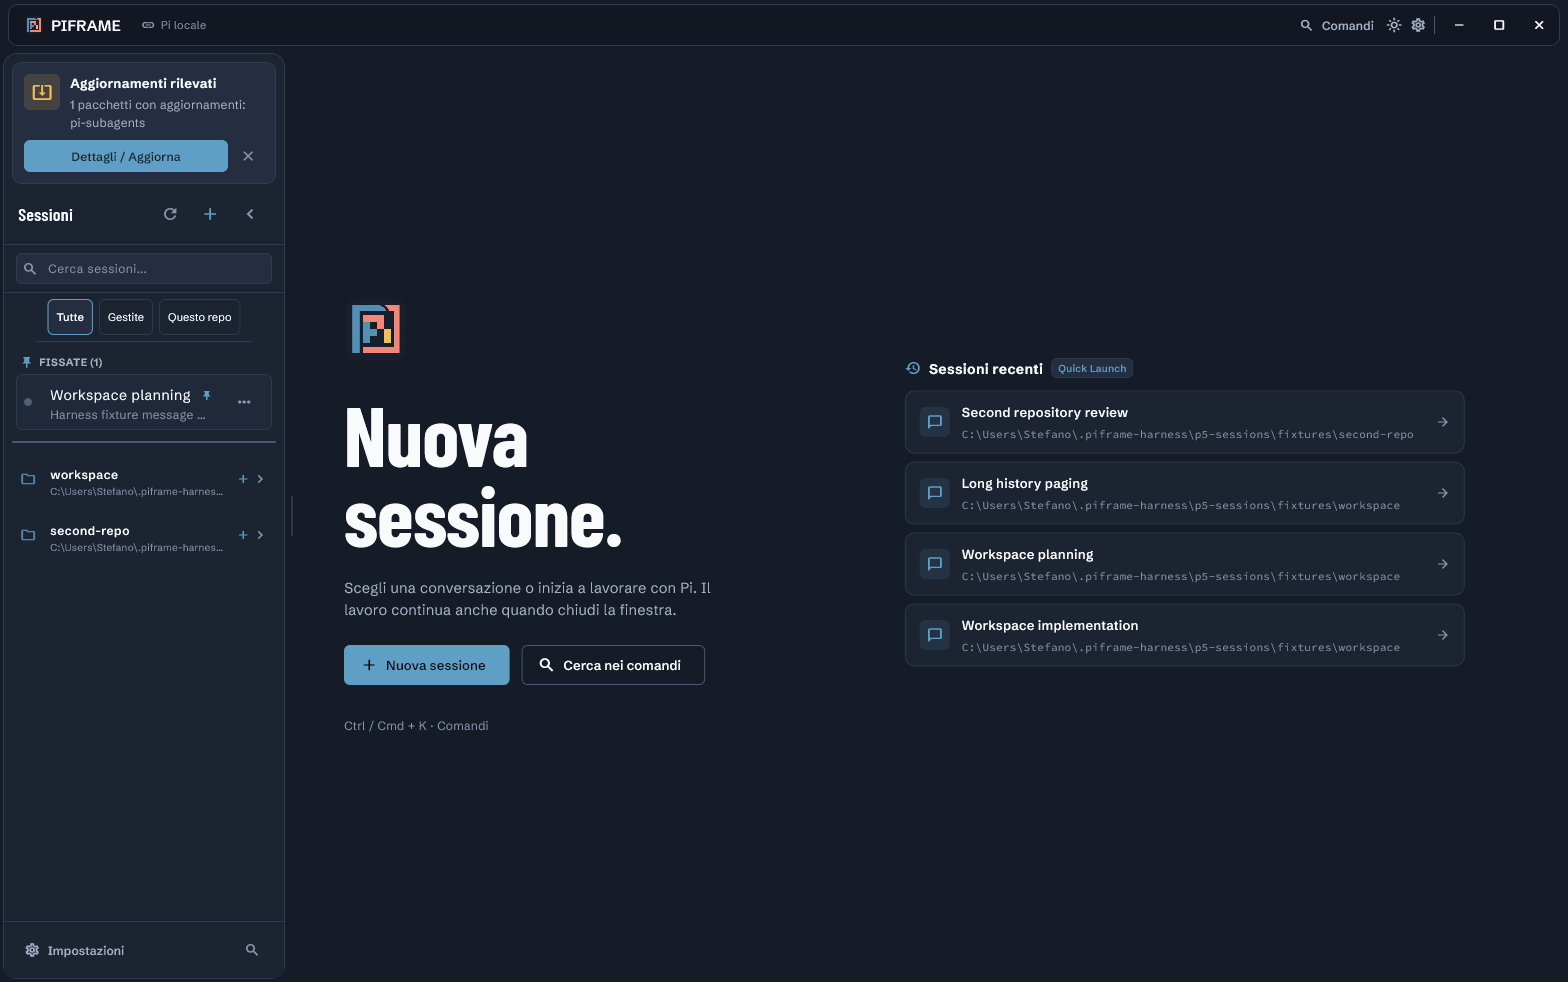 PIFRAME
Pi locale
Comandi
Aggiornamenti rilevati
1 pacchetti con aggiornamenti:
pi-subagents
Dettagli / Aggiorna
Sessioni
Cerca sessioni...
Tutte
Gestite
Questo repo
FISSATE (1)
Workspace planning
Harness fixture message ...
workspace
C:\Users\Stefano\.piframe-harnes...
second-repo
C:\Users\Stefano\.piframe-harnes...
Impostazioni
Pi
Nuova
sessione.
Scegli una conversazione o inizia a lavorare con Pi. Il
lavoro continua anche quando chiudi la finestra.
Nuova sessione
Cerca nei comandi
Ctrl / Cmd + K · Comandi
Sessioni recenti
Quick Launch
Second repository review
C:\Users\Stefano\.piframe-harness\p5-sessions\fixtures\second-repo
Long history paging
C:\Users\Stefano\.piframe-harness\p5-sessions\fixtures\workspace
Workspace planning
C:\Users\Stefano\.piframe-harness\p5-sessions\fixtures\workspace
Workspace implementation
C:\Users\Stefano\.piframe-harness\p5-sessions\fixtures\workspace